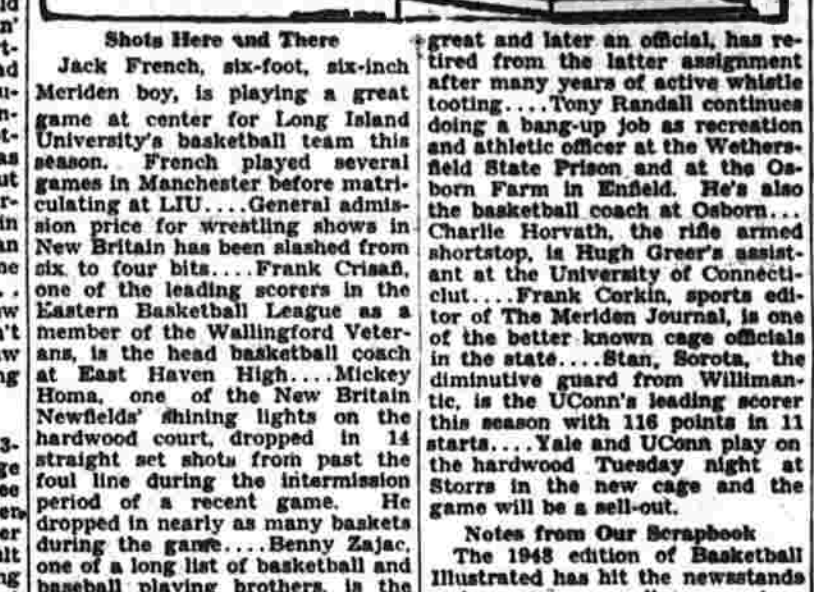 Shots Here and There
Jack French, six-foot, six-inch
Meriden boy, is playing a great
game at center for Long Island
University's basketball team this
season. French played several
games in Manchester before matri-
culating at LIU....General admis-
sion price for wrestling shows in
New Britain has been slashed from
six to four bits....Frank Crisafi,
one of the leading scorers in the
Eastern Basketball League as a
member of the Wallingford Veter-
ans, is the head basketball coach
at East Haven High....Mickey
Homa, one of the New Britain
Newfields' shining lights on the
hardwood court, dropped in 14
straight set shots from past the
foul line during the intermission
period of a recent game. He
dropped in nearly as many baskets
during the game....Benny Zajac,
one of a long list of basketball and
baseball playing brothers, is the
great and later an official, has re-
tired from the latter assignment
after many years of active whistle
tooting....Tony Randall continues
doing a bang-up job as recreation
and athletic officer at the Wethers-
field State Prison and at the Os-
born Farm in Enfield. He's also
the basketball coach at Osborn...
Charlie Horvath, the rifle armed
shortstop, is Hugh Greer's assist-
ant at the University of Connecti-
ciut....Frank Corkin, sports edi-
tor of The Meriden Journal, is one
of the better known cage officials
in the state....Stan, Sorota, the
diminutive guard from Williman-
tic, is the UConn's leading scorer
this season with 116 points in 11
starts....Yale and UConn play on
the hardwood Tuesday night at
Storrs in the new cage and the
game will be a sell-out.
Notes from Our Scrapbook
The 1948 edition of Basketball
Illustrated has hit the newsstands